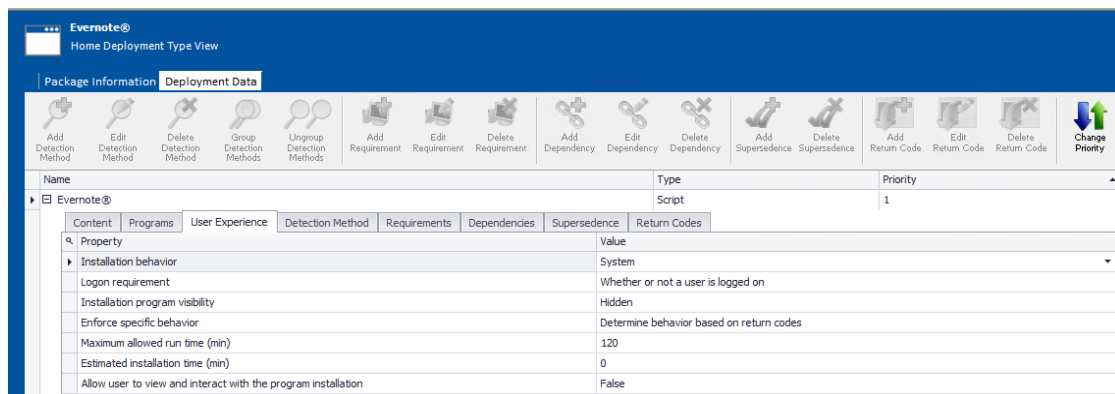 Evernote®
Home Deployment Type View
Package Information Deployment Data
Add Detection Method
Edit Detection Method
Delete Detection Method
Group Detection Methods
Ungroup Detection Methods
Add Requirement
Edit Requirement
Delete Requirement
Add Dependency
Edit Dependency
Delete Dependency
Add Supersedence
Delete Supersedence
Add Return Code
Edit Return Code
Delete Return Code
Change Priority
Name Type Priority
Evernote® Script 1
Content Programs User Experience Detection Method Requirements Dependencies Supersedence Return Codes
Property Value
Installation behavior System
Logon requirement Whether or not a user is logged on
Installation program visibility Hidden
Enforce specific behavior Determine behavior based on return codes
Maximum allowed run time (min) 120
Estimated installation time (min) 0
Allow user to view and interact with the program installation False